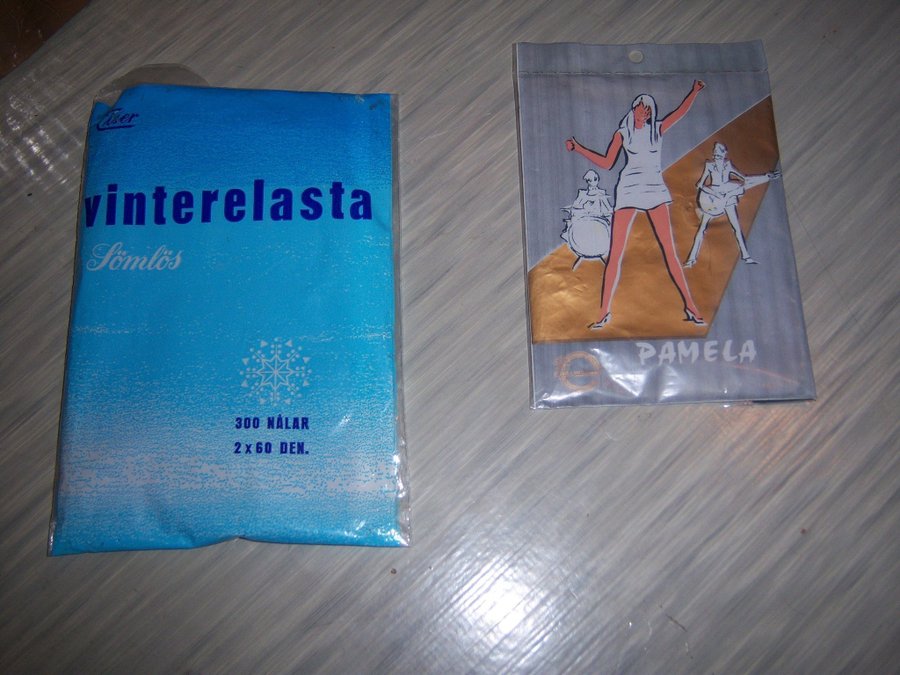 Eiser
vinterelasta
Sömlös
300 NÅLAR
2 x 60 DEN.
PAMELA